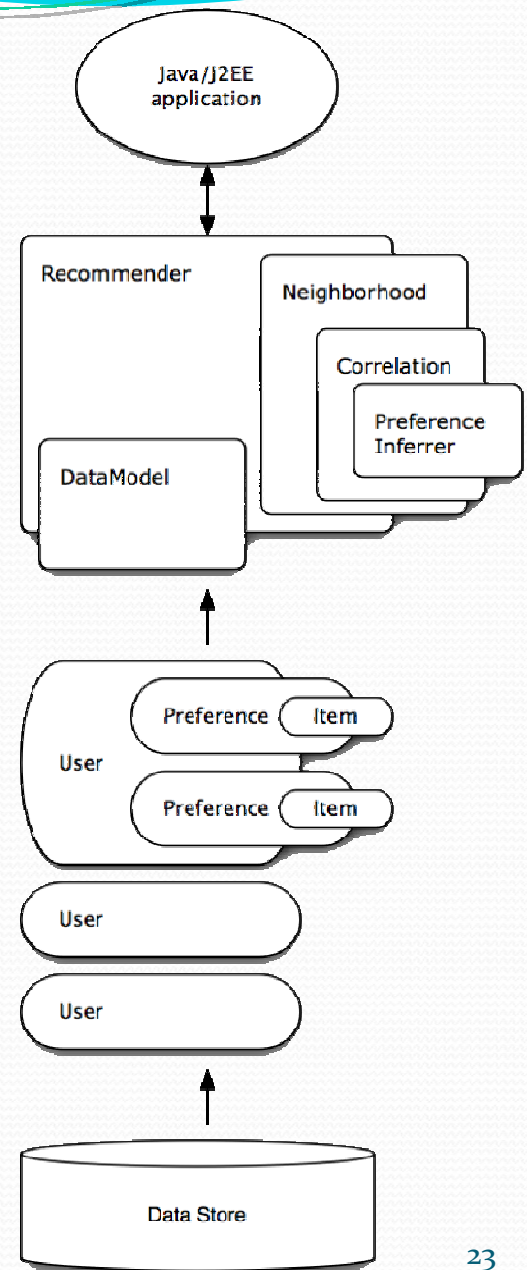 Java/J2EE
application
Recommender
Neighborhood
Correlation
Preference
Inferrer
DataModel
Preference Item
User
Preference Item
User
User
Data Store
23